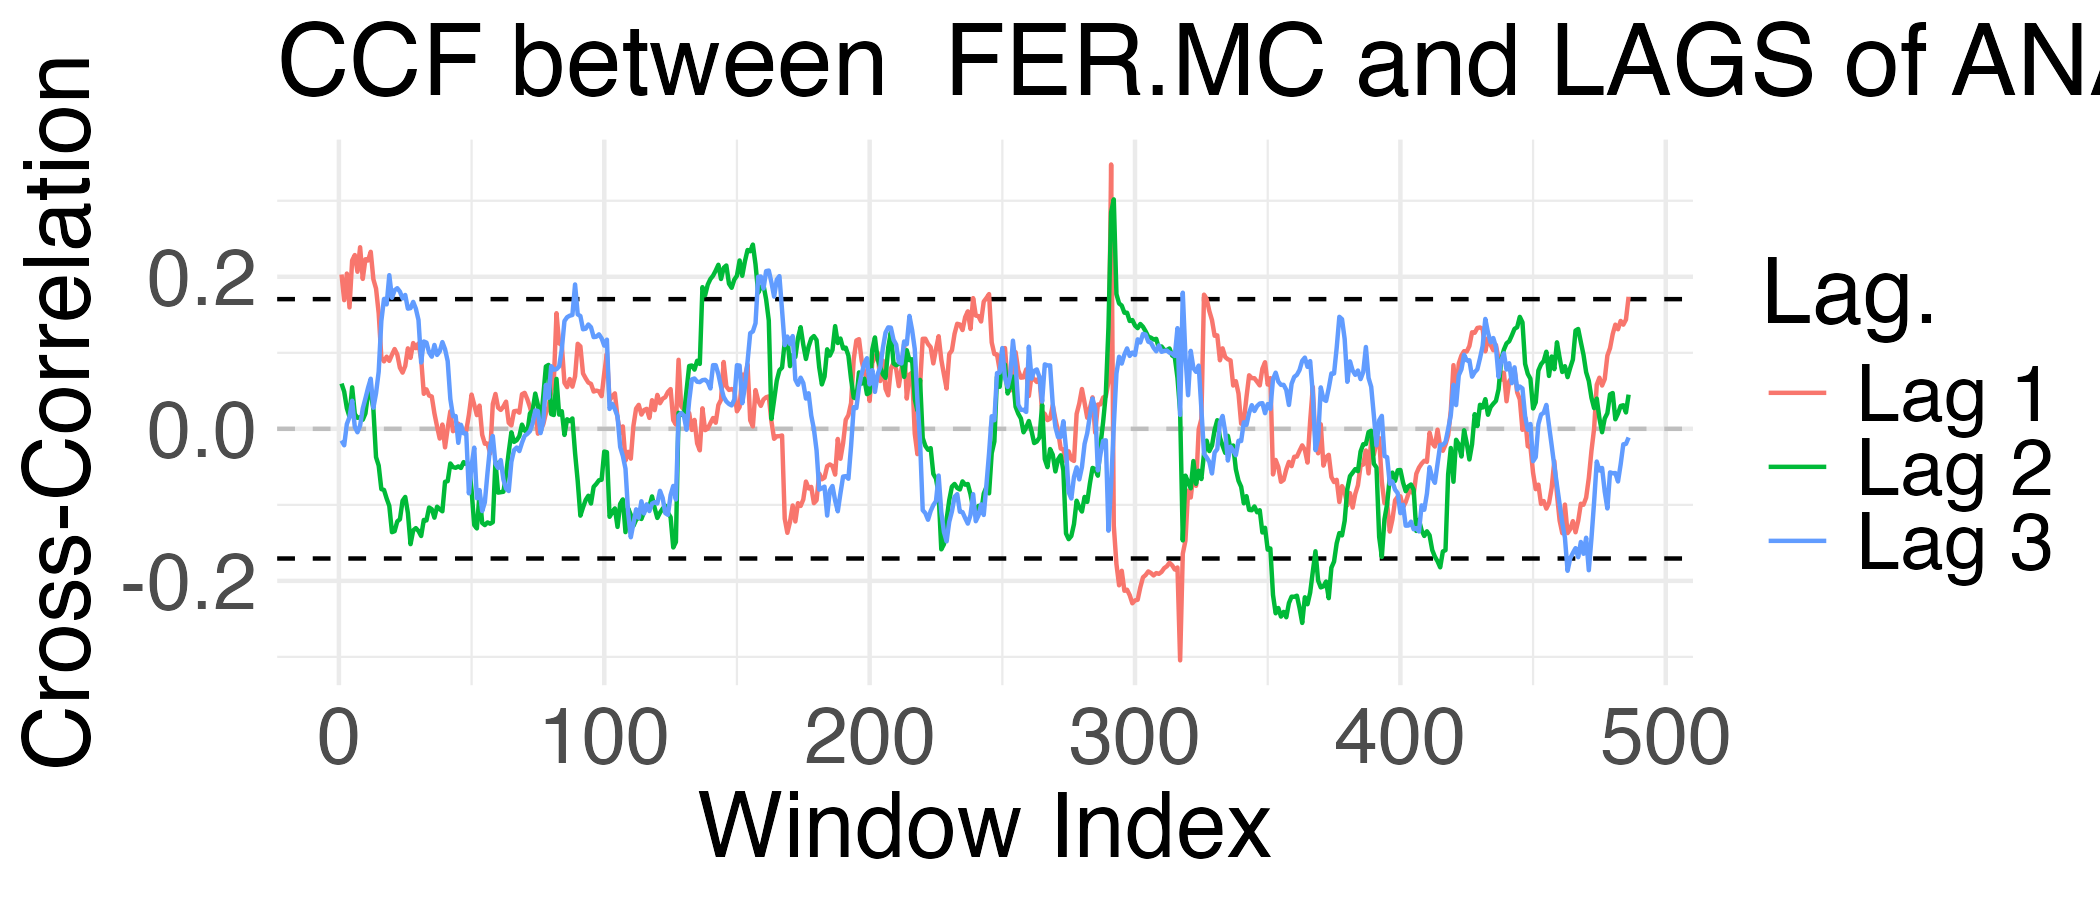 CCF between  FER.MC and LAGS of ANA
Cross-Correlation
0.2
0.0
-0.2
0 100 200 300 400 500
Window Index
Lag.
Lag 1
Lag 2
Lag 3